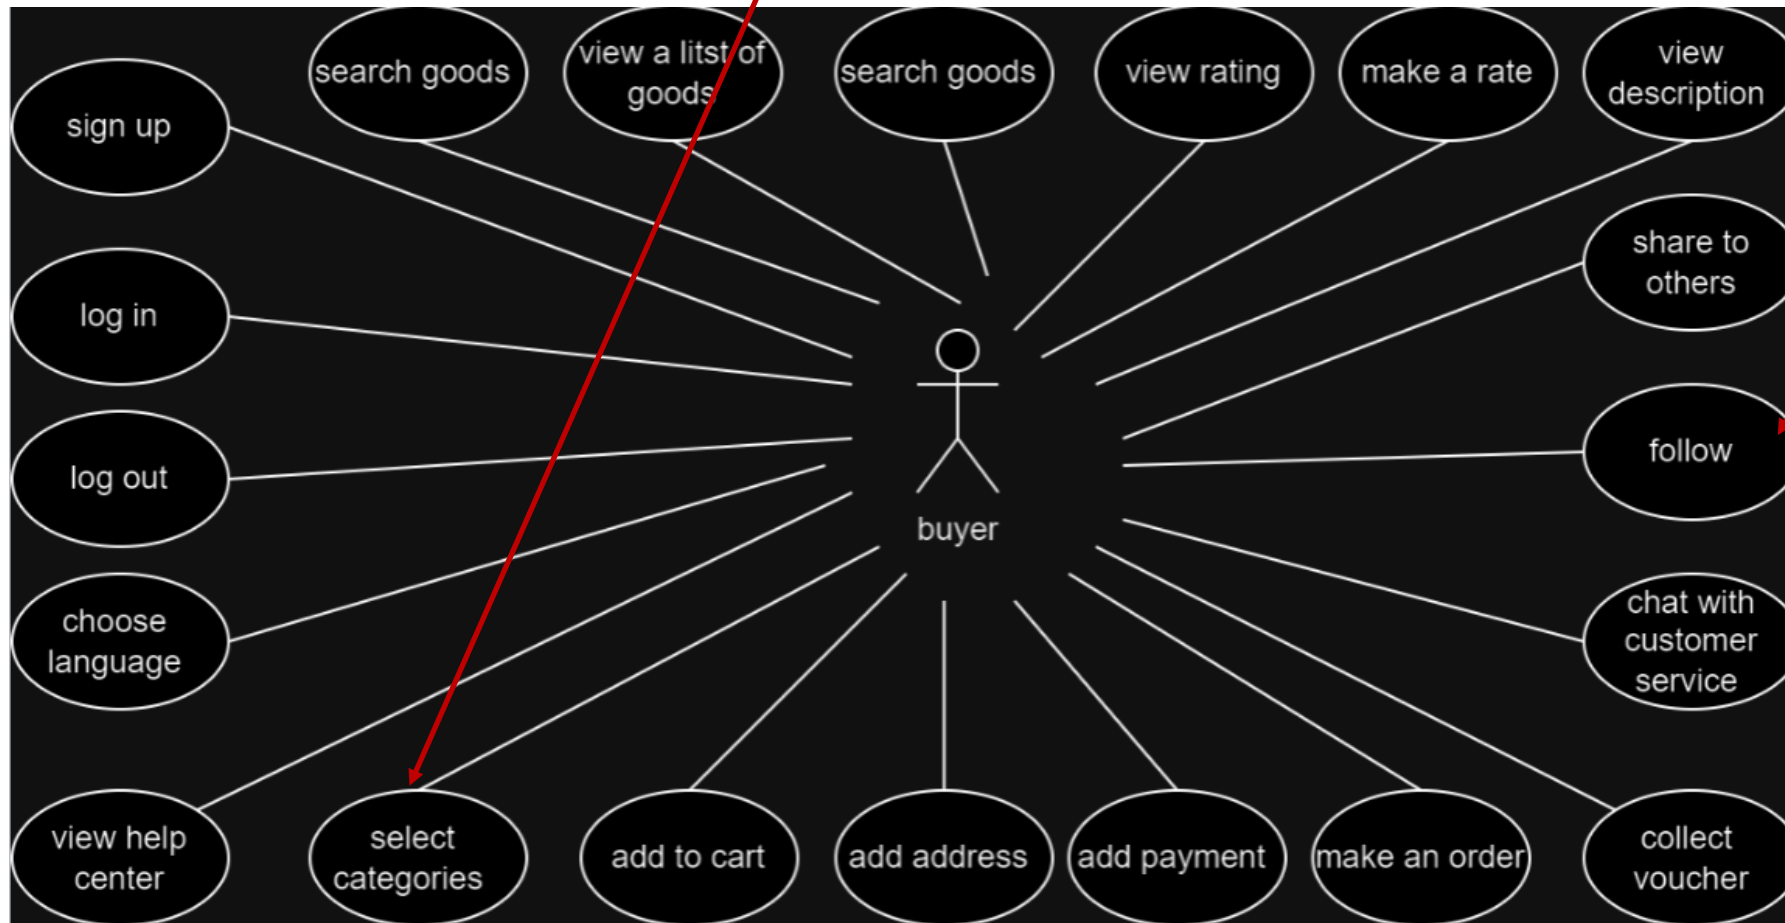 search goods
view a litst of
goods
search goods
view rating
make a rate
view
description
sign up
share to
others
log in
follow
log out
buyer
choose
language
chat with
customer
service
view help
center
select
categories
add to cart
add address
add payment
make an order
collect
voucher